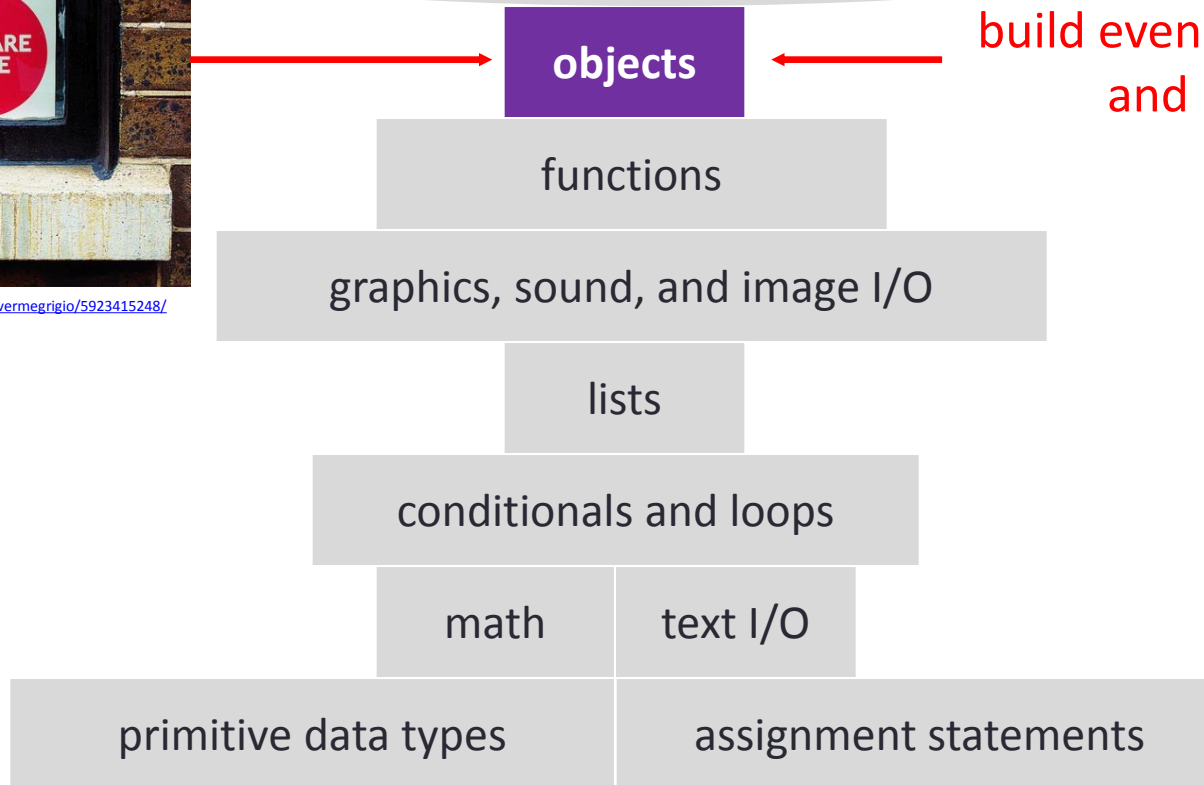 ARE
build even
objects
and
functions
graphics, sound, and image I/O
vermegrigio/5923415248/
lists
conditionals and loops
math text I/O
primitive data types assignment statements